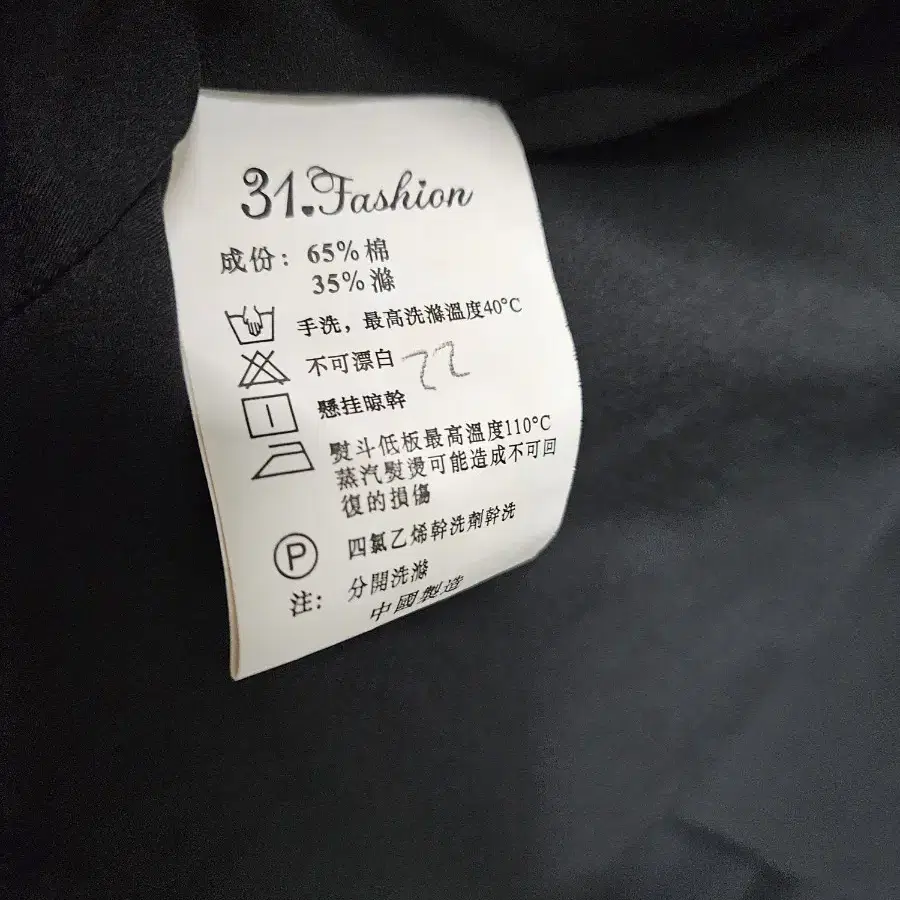 31.Fashion
成份：65%棉
35%滌
手洗，最高洗滌溫度40°C
不可漂白
22
懸挂晾幹
熨斗低板最高溫度110°C
蒸汽熨燙可能造成不可回
復的損傷
P 四氯乙烯幹洗劑幹洗
注：分開洗滌
中國製造